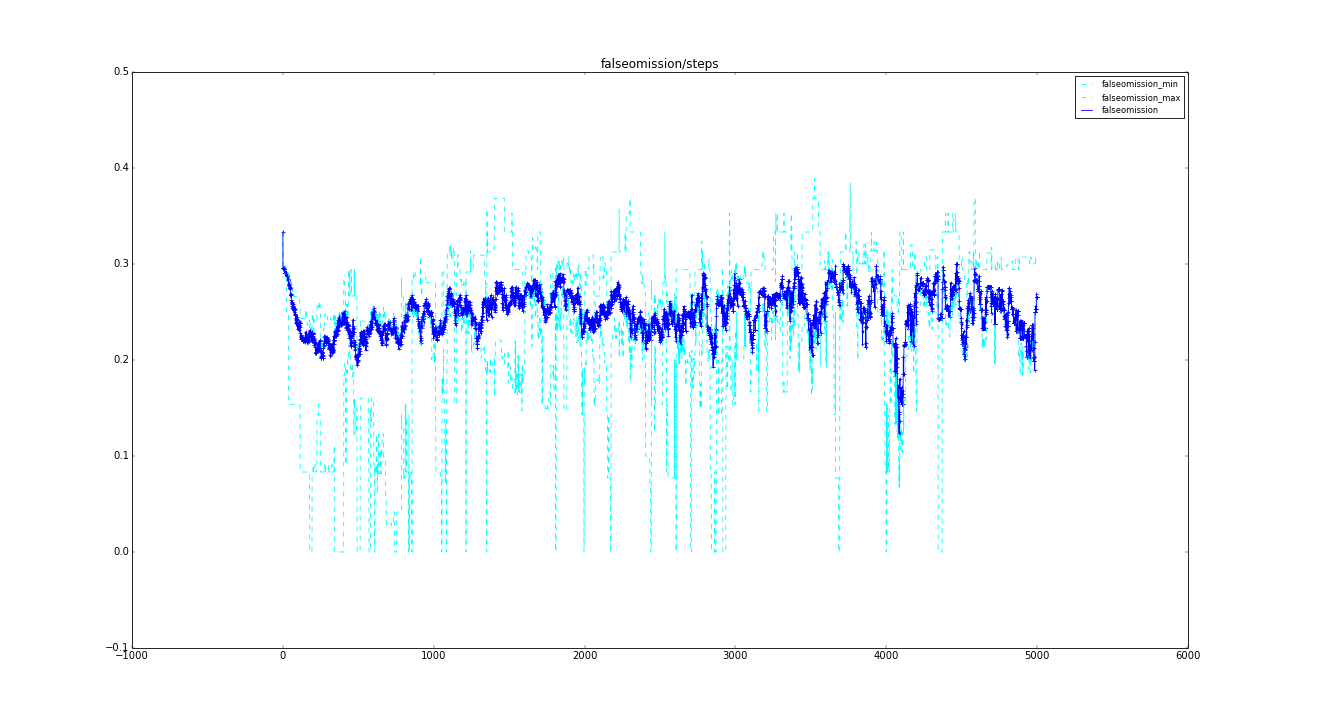 falseomission/steps
0.5
falseomission_min
falseomission_max
falseomission
0.4
0.3
0.2
0.1
0.0
−0.1
−1000 0 1000 2000 3000 4000 5000 6000